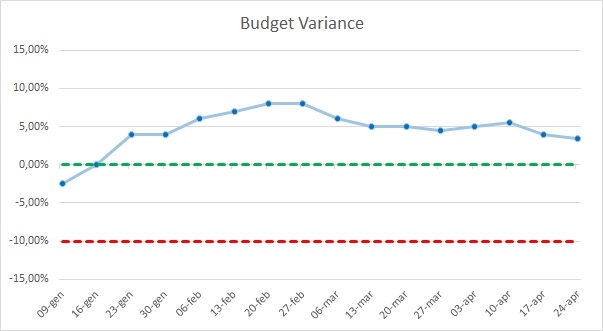 Budget Variance
15,00%
10,00%
5,00%
0,00%
-5,00%
-10,00%
-15,00%
09-gen
16-gen
23-gen
30-gen
06-feb
13-feb
20-feb
27-feb
06-mar
13-mar
20-mar
27-mar
03-apr
10-apr
17-apr
24-apr